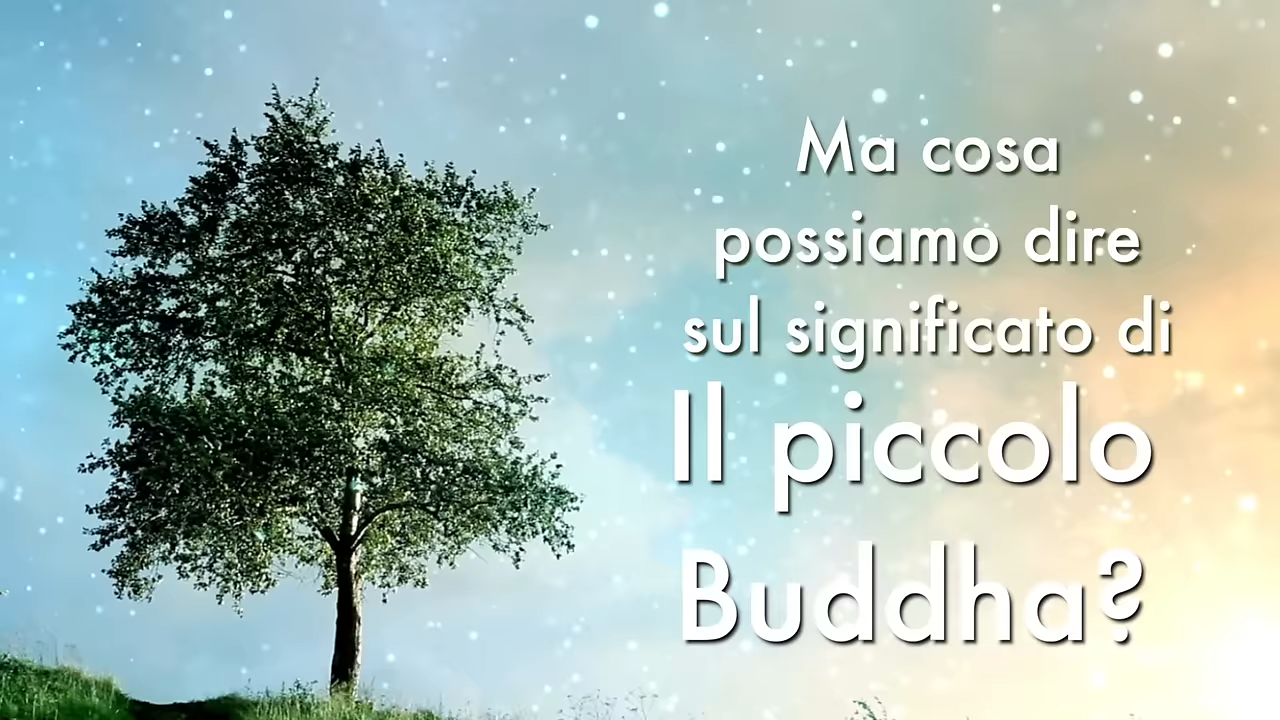 Ma cosa
possiamo dire
sul significato di
Il piccolo
Buddha?